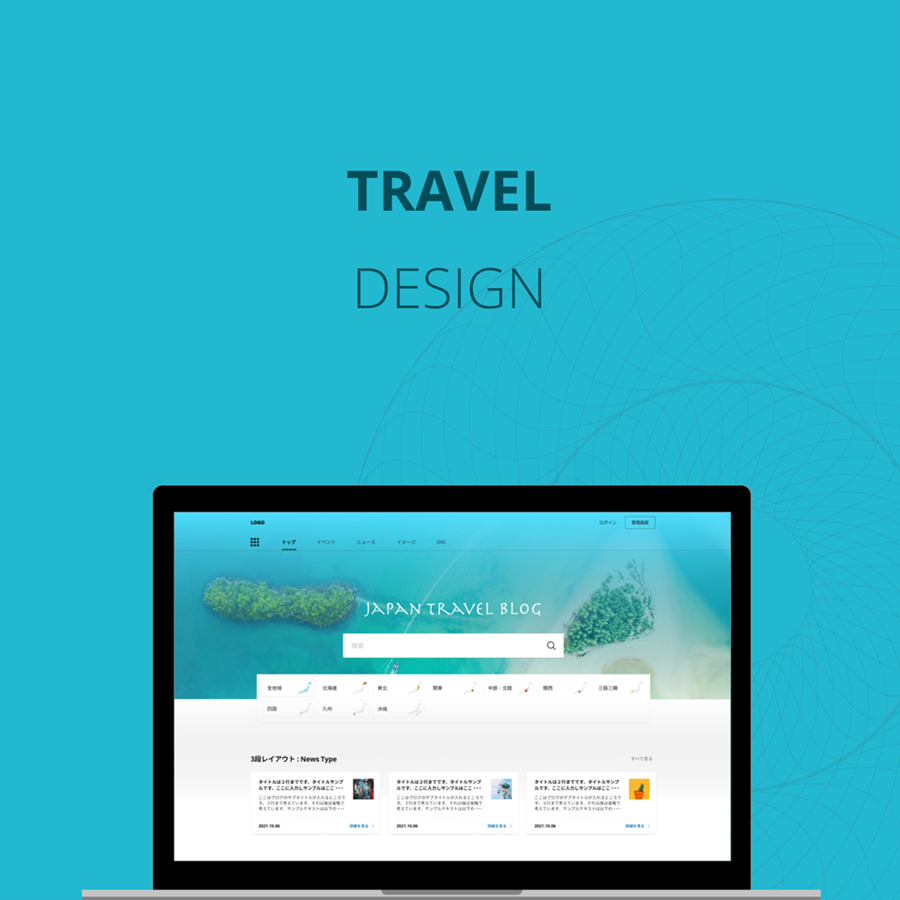 TRAVEL
DESIGN
LOGO
ログイン
管理画面
トップ
イベント
ニュース
イメージ
SNS
JAPAN TRAVEL BLOG
検索
全地域
北海道
東北
関東
中部・北陸
関西
三陰三陽
四国
九州
沖縄
3段レイアウト : News Type
すべて見る
タイトルは2行までです。タイトルサンプ
ルです。ここに入力しサンプルはここ・・・
ここはブログのサブタイトルが入れるところで
す。3行まで考えています。それ以降は省略で
考えています。サンプルテキストは以下の・・・
2021.10.06
詳細を見る
タイトルは2行までです。タイトルサンプ
ルです。ここに入力しサンプルはここ・・・
ここはブログのサブタイトルが入れるところで
す。3行まで考えています。それ以降は省略で
考えています。サンプルテキストは以下の・・・
2021.10.06
詳細を見る
タイトルは2行までです。タイトルサンプ
ルです。ここに入力しサンプルはここ・・・
ここはブログのサブタイトルが入れるところで
す。3行まで考えています。それ以降は省略で
考えています。サンプルテキストは以下の・・・
2021.10.06
詳細を見る